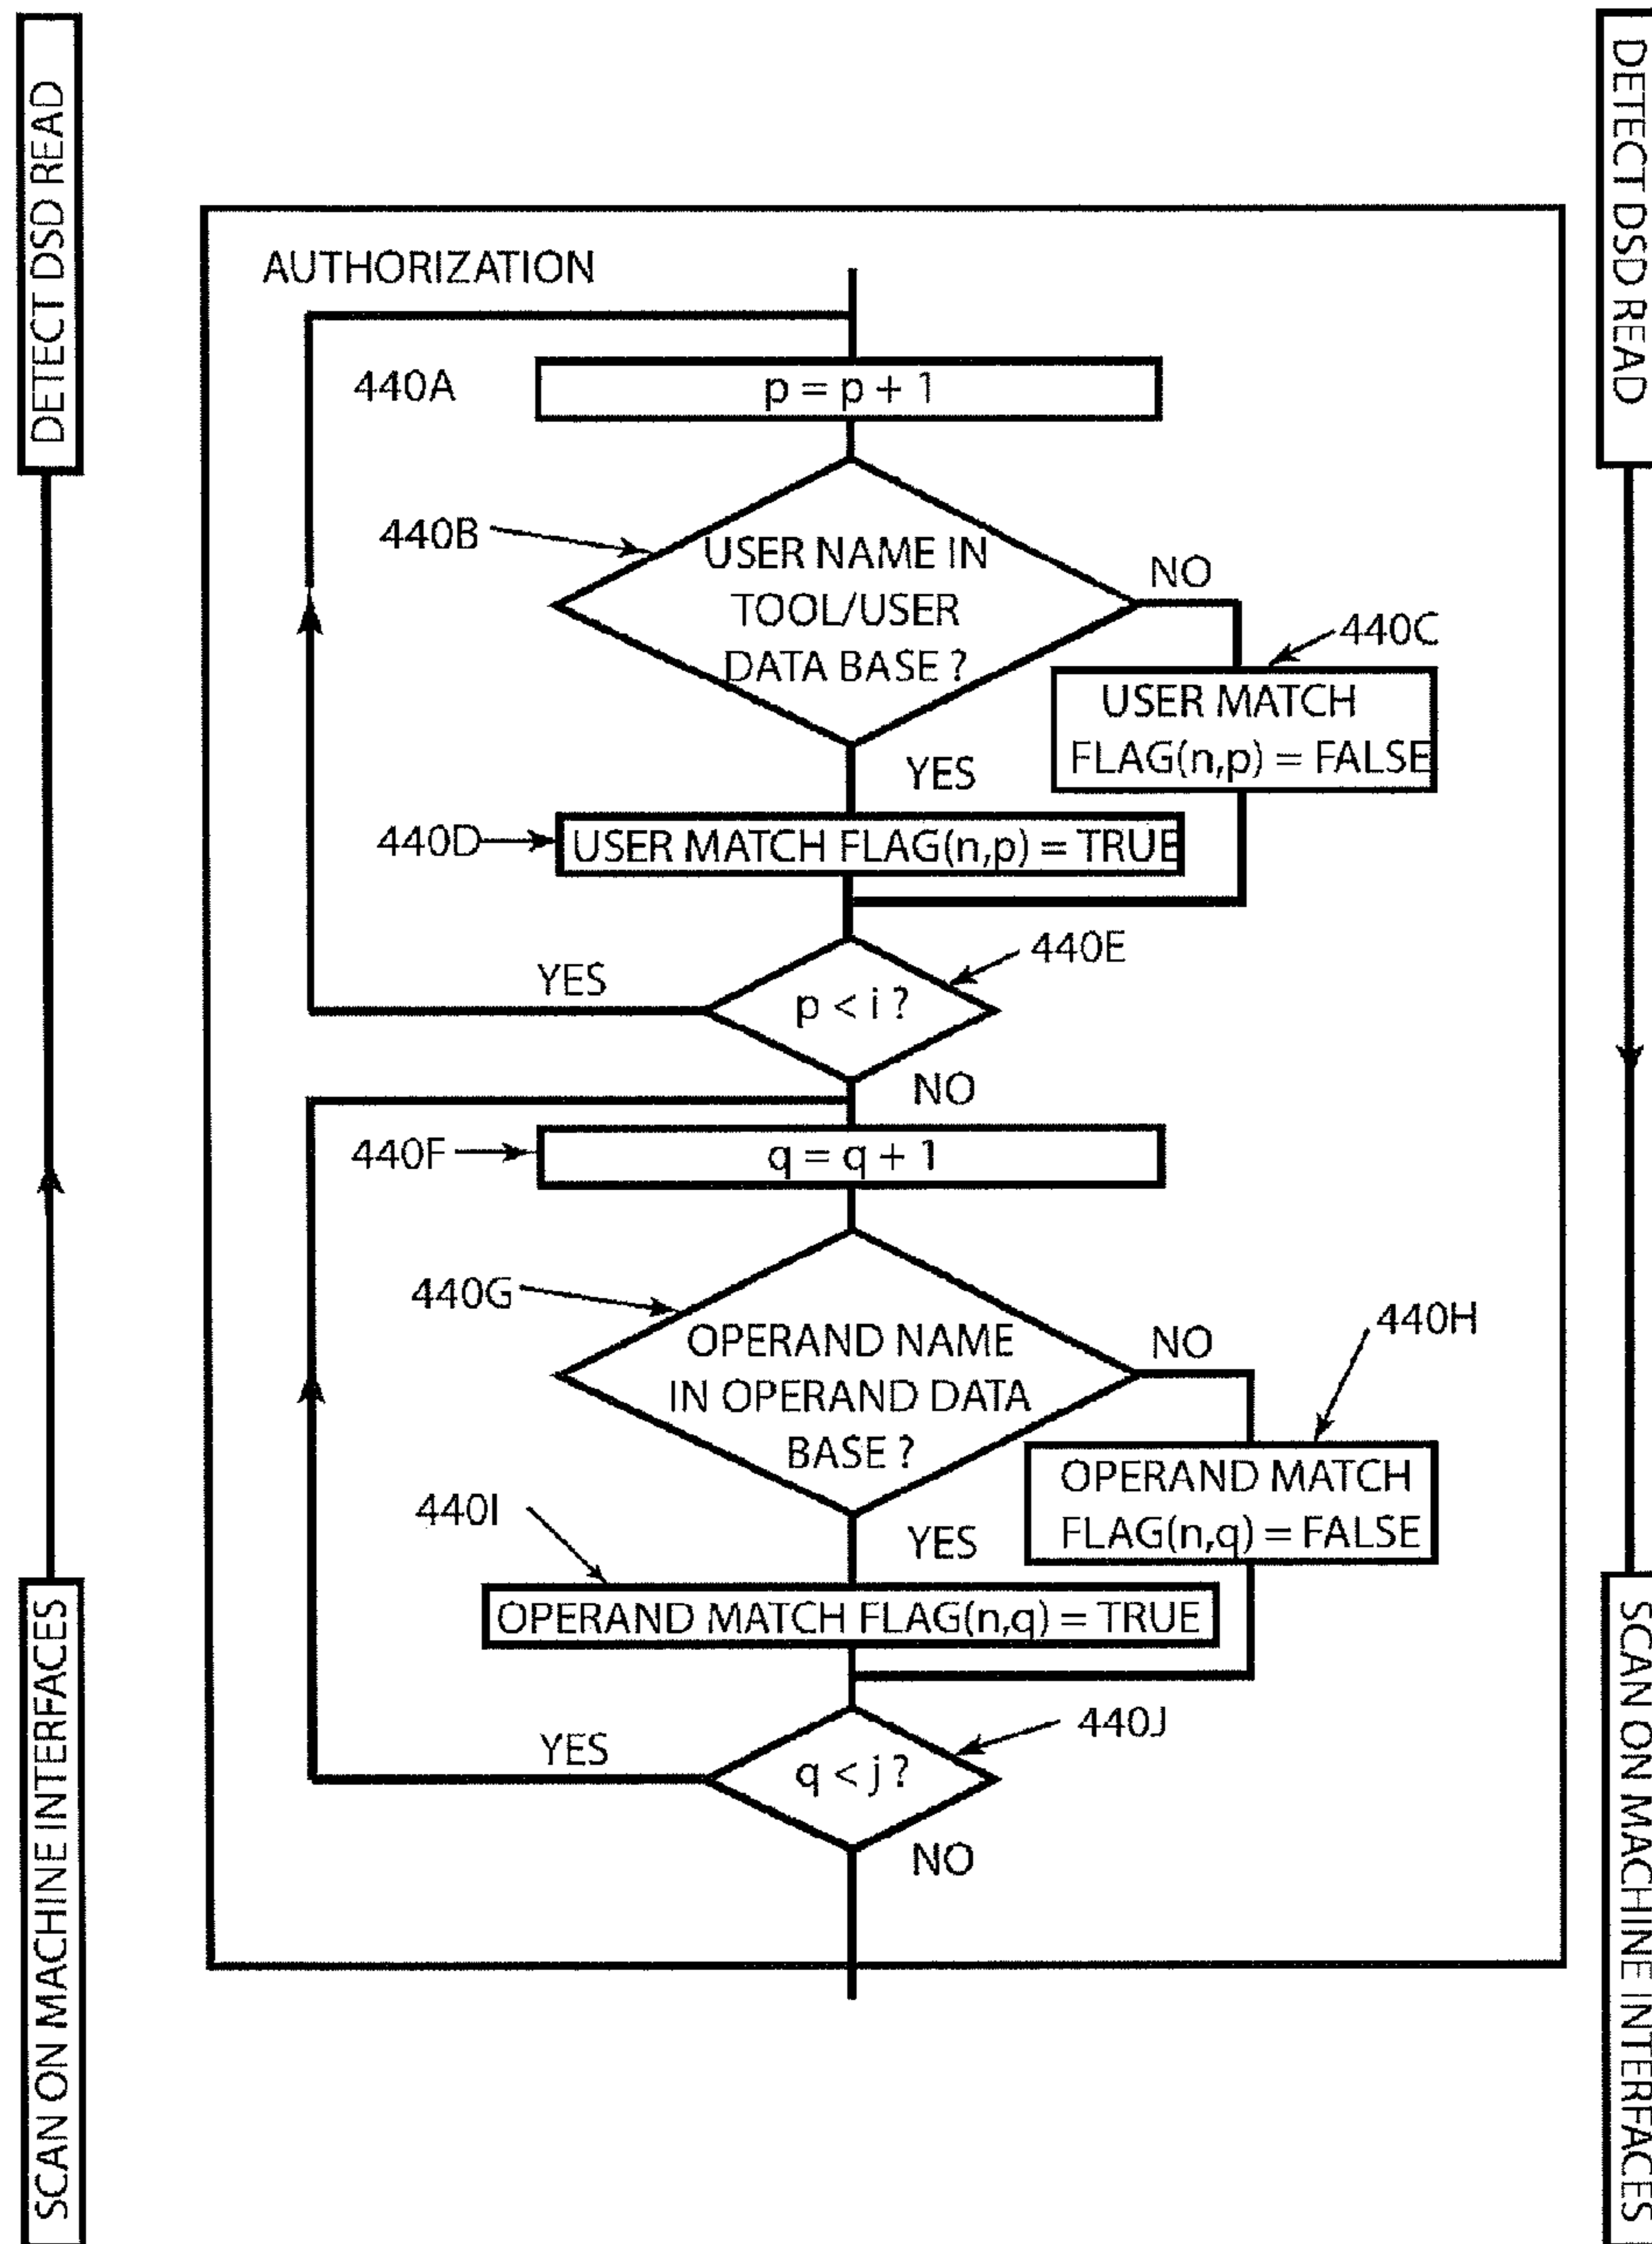 DETECT DSD READ
SCAN ON MACHINE INTERFACES
AUTHORIZATION
440A
p = p + 1
440B
USER NAME IN
TOOL/USER
DATA BASE ?
NO
440C
USER MATCH
FLAG(n,p) = FALSE
YES
440D
USER MATCH FLAG(n,p) = TRUE
440E
YES
p < i ?
NO
440F
q = q + 1
440G
OPERAND NAME
IN OPERAND DATA
BASE ?
NO
440H
OPERAND MATCH
FLAG(n,q) = FALSE
440I
YES
OPERAND MATCH FLAG(n,q) = TRUE
440J
YES
q < j ?
NO
DETECT DSD READ
SCAN ON MACHINE INTERFACES